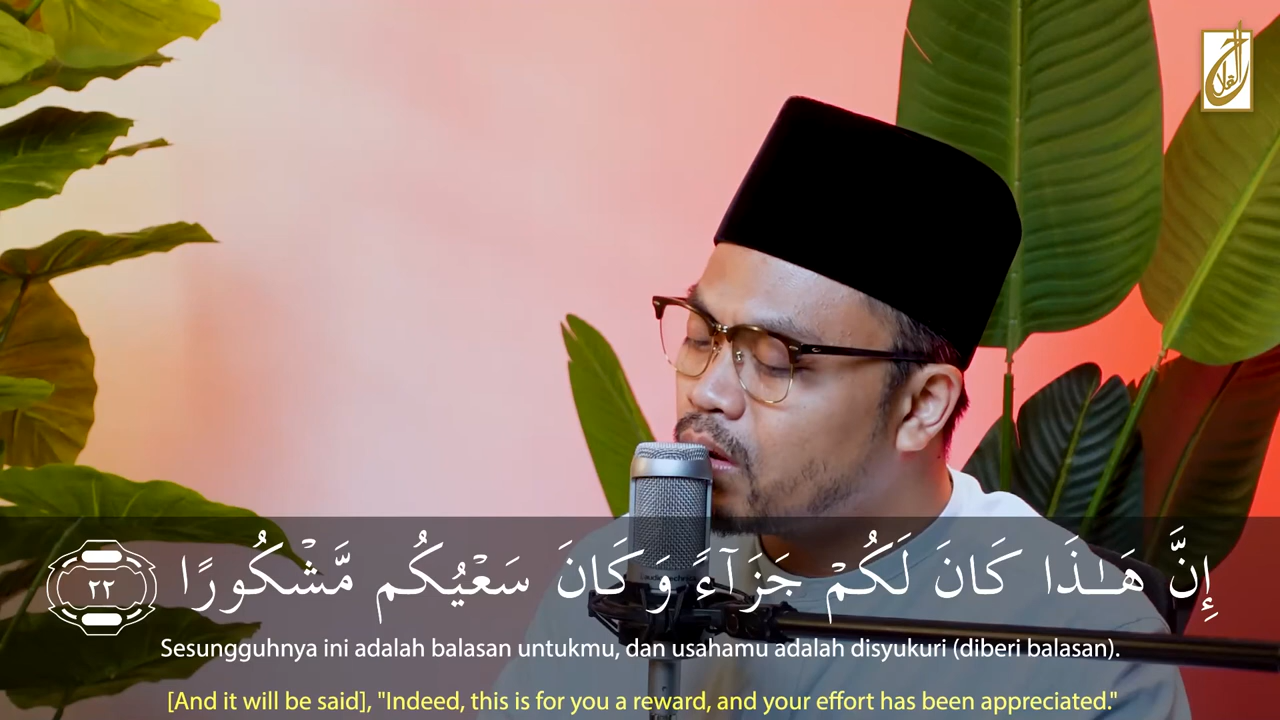 إِنَّ هَـٰذَا كَانَ لَكُمْ جَزَآءً وَكَانَ سَعْيُكُم مَّشْكُورًا ٢٢
Sesungguhnya ini adalah balasan untukmu, dan usahamu adalah disyukuri (diberi balasan).
[And it will be said], "Indeed, this is for you a reward, and your effort has been appreciated."